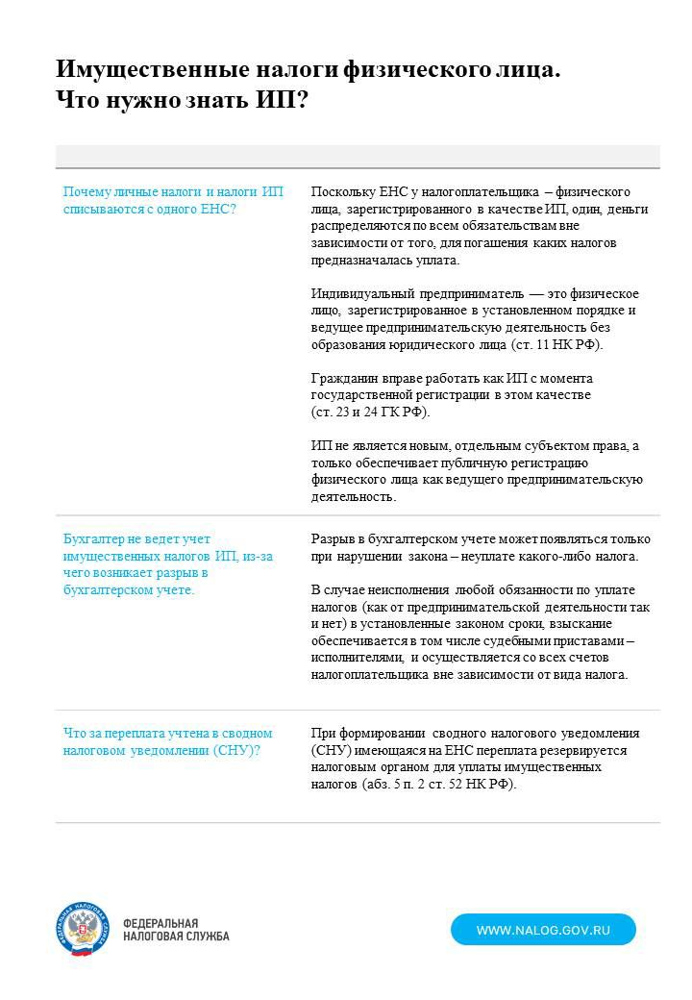 Имущественные налоги физического лица.
Что нужно знать ИП?
Почему личные налоги и налоги ИП
списываются с одного ЕНС?
Поскольку ЕНС у налогоплательщика – физического
лица, зарегистрированного в качестве ИП, один, деньги
распределяются по всем обязательствам вне
зависимости от того, для погашения каких налогов
предназначалась уплата.
Индивидуальный предприниматель — это физическое
лицо, зарегистрированное в установленном порядке и
ведущее предпринимательскую деятельность без
образования юридического лица (ст. 11 НК РФ).
Гражданин вправе работать как ИП с момента
государственной регистрации в этом качестве
(ст. 23 и 24 ГК РФ).
ИП не является новым, отдельным субъектом права, а
только обеспечивает публичную регистрацию
физического лица как ведущего предпринимательскую
деятельность.
Бухгалтер не ведет учет
имущественных налогов ИП, из-за
чего возникает разрыв в
бухгалтерском учете.
Разрыв в бухгалтерском учете может появляться только
при нарушении закона – неуплате какого-либо налога.
В случае неисполнения любой обязанности по уплате
налогов (как от предпринимательской деятельности так
и нет) в установленные законом сроки, взыскание
обеспечивается в том числе судебными приставами –
исполнителями, и осуществляется со всех счетов
налогоплательщика вне зависимости от вида налога.
Что за переплата учтена в сводном
налоговом уведомлении (СНУ)?
При формировании сводного налогового уведомления
(СНУ) имеющаяся на ЕНС переплата резервируется
налоговым органом для уплаты имущественных
налогов (абз. 5 п. 2 ст. 52 НК РФ).
ФЕДЕРАЛЬНАЯ НАЛОГОВАЯ СЛУЖБА
ФЕДЕРАЛЬНАЯ
НАЛОГОВАЯ СЛУЖБА
WWW.NALOG.GOV.RU